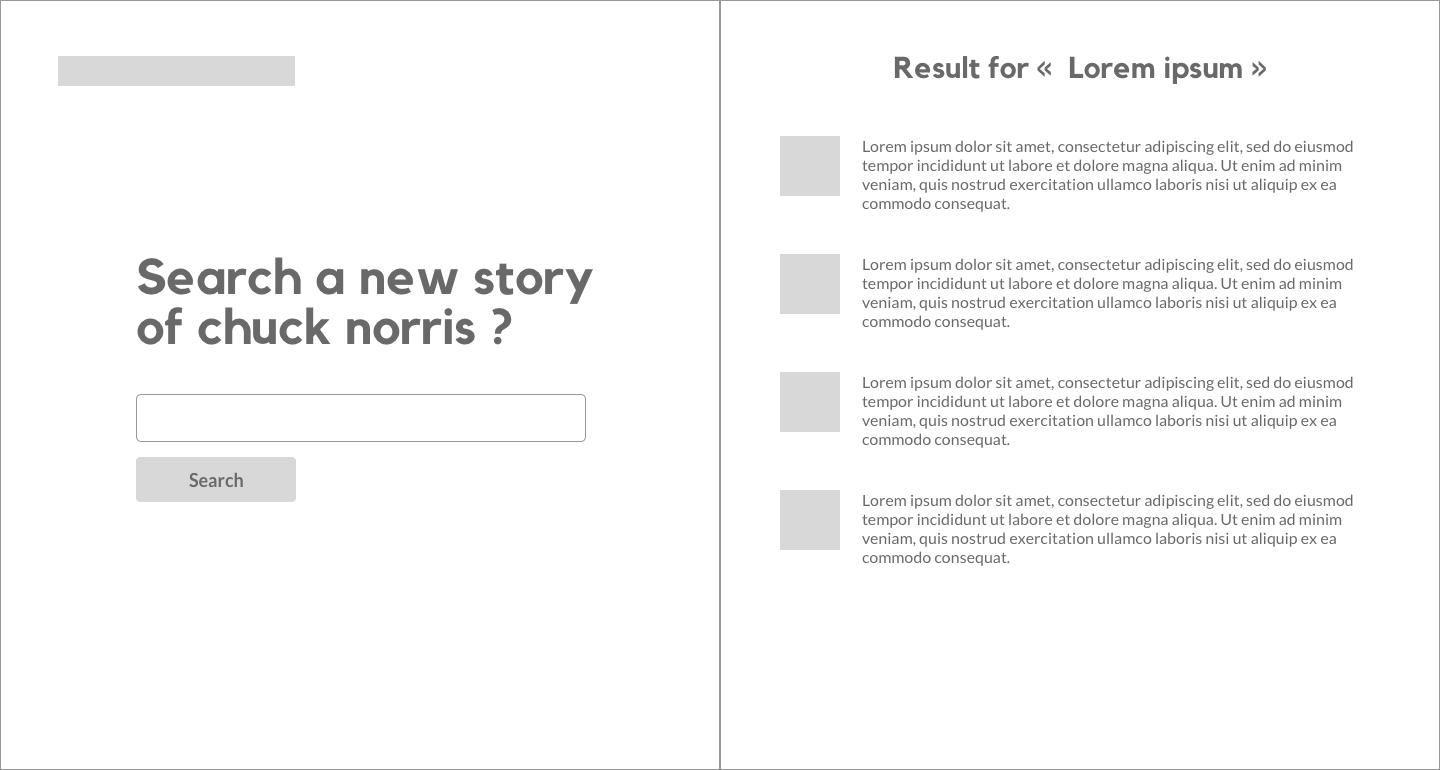 Search a new story
of chuck norris ?
Search
Result for «  Lorem ipsum »
Lorem ipsum dolor sit amet, consectetur adipiscing elit, sed do eiusmod
tempor incididunt ut labore et dolore magna aliqua. Ut enim ad minim
veniam, quis nostrud exercitation ullamco laboris nisi ut aliquip ex ea
commodo consequat.
Lorem ipsum dolor sit amet, consectetur adipiscing elit, sed do eiusmod
tempor incididunt ut labore et dolore magna aliqua. Ut enim ad minim
veniam, quis nostrud exercitation ullamco laboris nisi ut aliquip ex ea
commodo consequat.
Lorem ipsum dolor sit amet, consectetur adipiscing elit, sed do eiusmod
tempor incididunt ut labore et dolore magna aliqua. Ut enim ad minim
veniam, quis nostrud exercitation ullamco laboris nisi ut aliquip ex ea
commodo consequat.
Lorem ipsum dolor sit amet, consectetur adipiscing elit, sed do eiusmod
tempor incididunt ut labore et dolore magna aliqua. Ut enim ad minim
veniam, quis nostrud exercitation ullamco laboris nisi ut aliquip ex ea
commodo consequat.